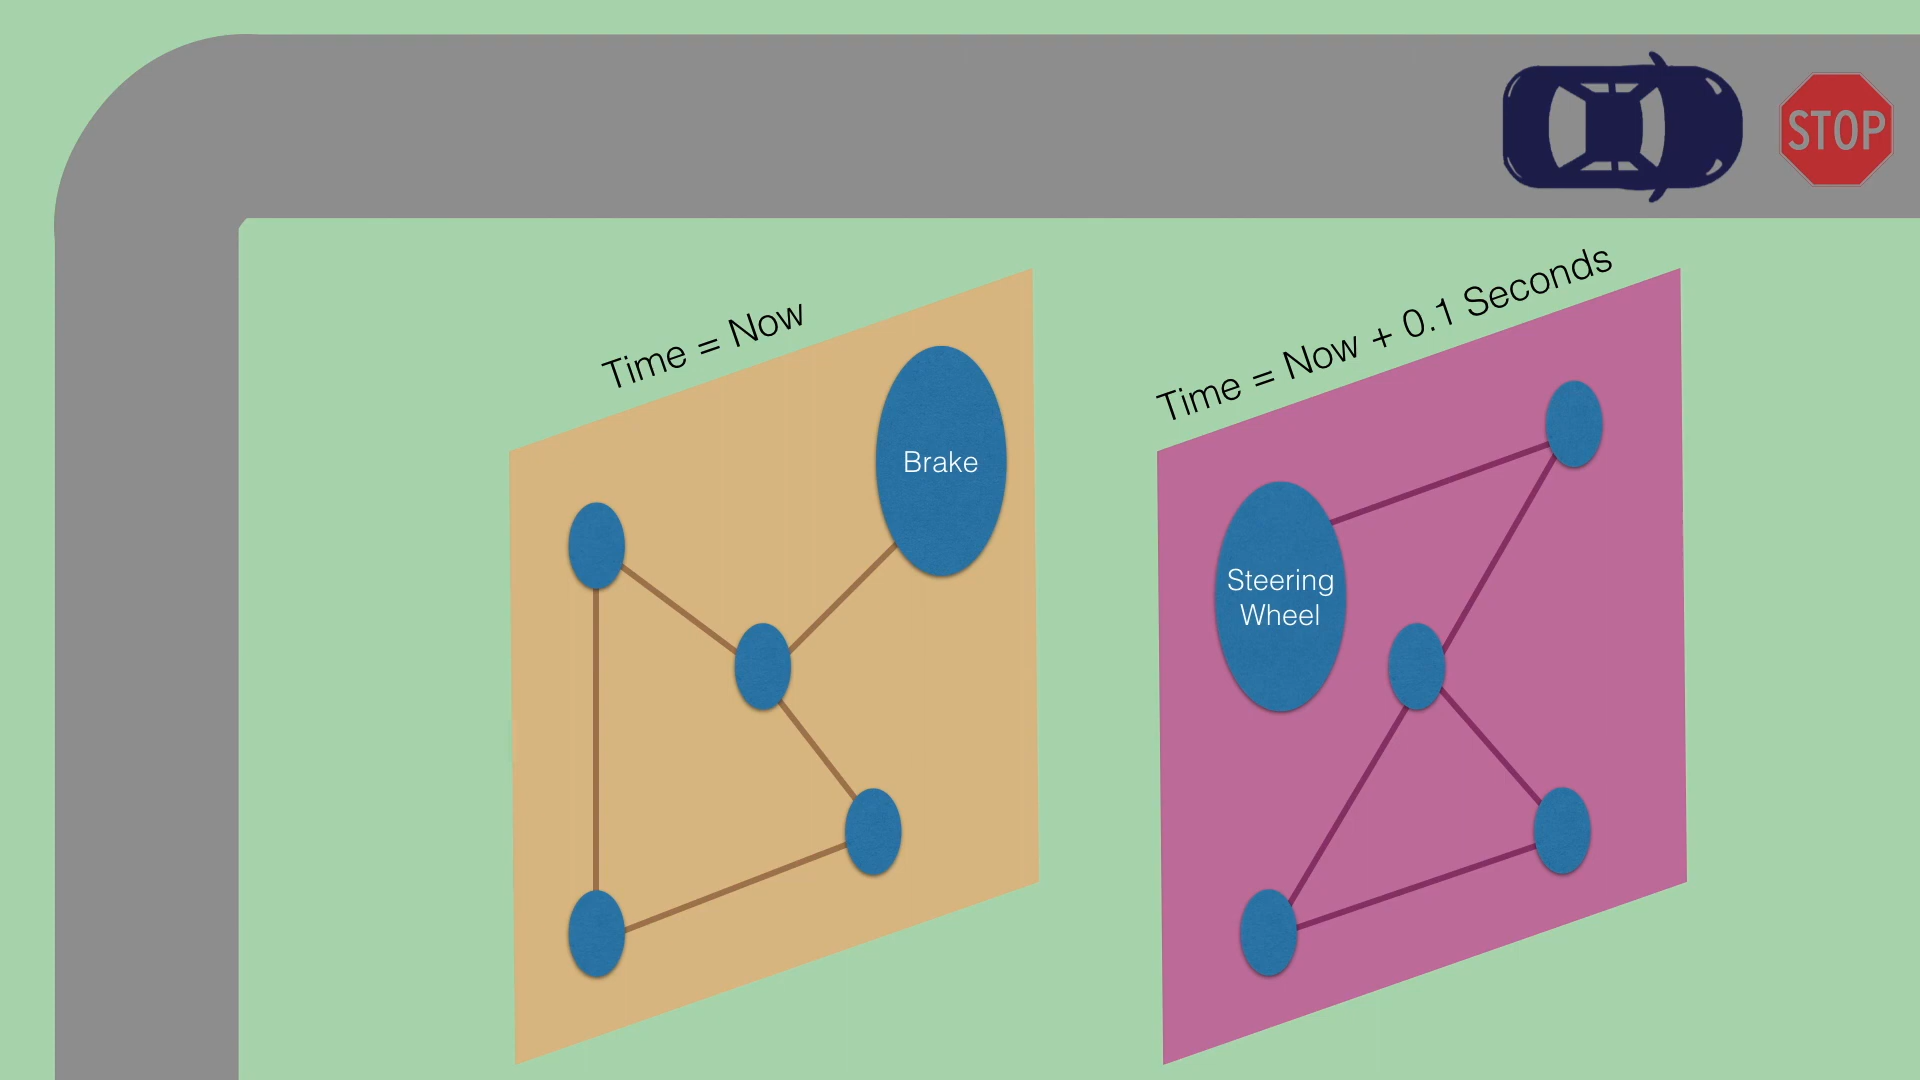 STOP
Time = Now
Time = Now + 0.1 Seconds
Brake
Steering
Wheel